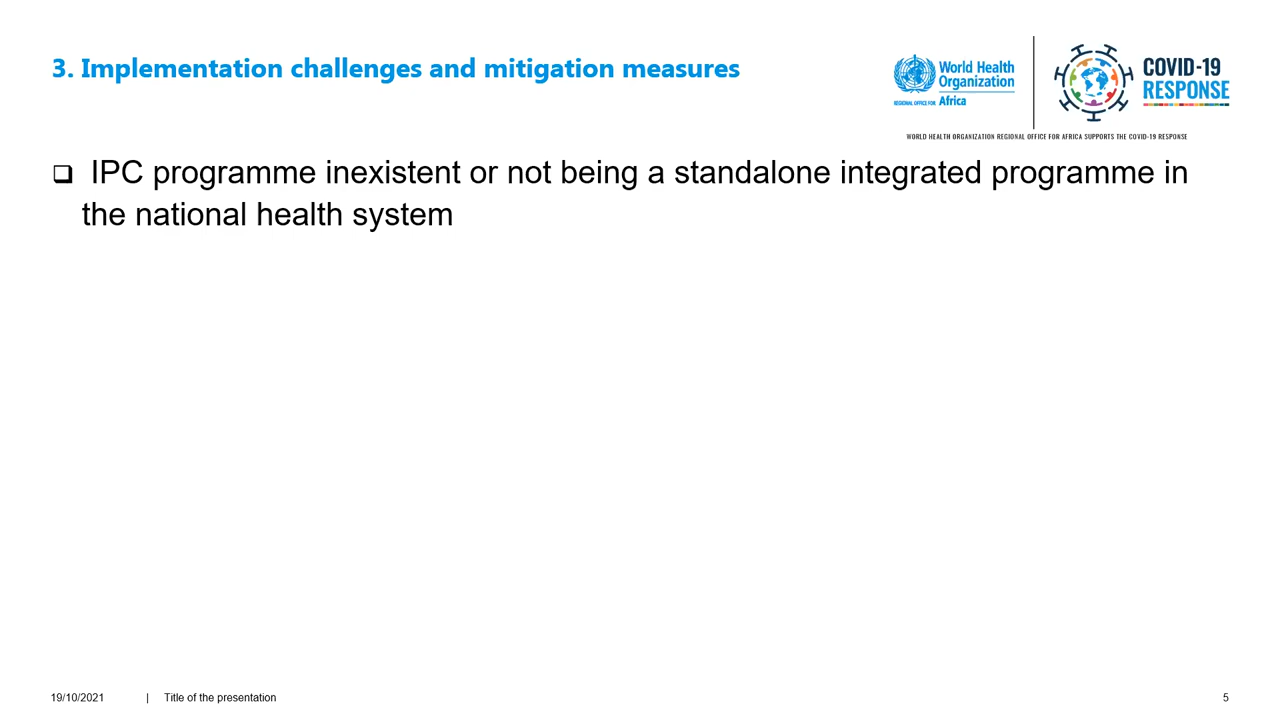 3. Implementation challenges and mitigation measures
World Health
Organization
REGIONAL OFFICE FOR Africa
COVID-19
RESPONSE
WORLD HEALTH ORGANIZATION REGIONAL OFFICE FOR AFRICA SUPPORTS THE COVID-19 RESPONSE
IPC programme inexistent or not being a standalone integrated programme in
the national health system
19/10/2021 | Title of the presentation 5